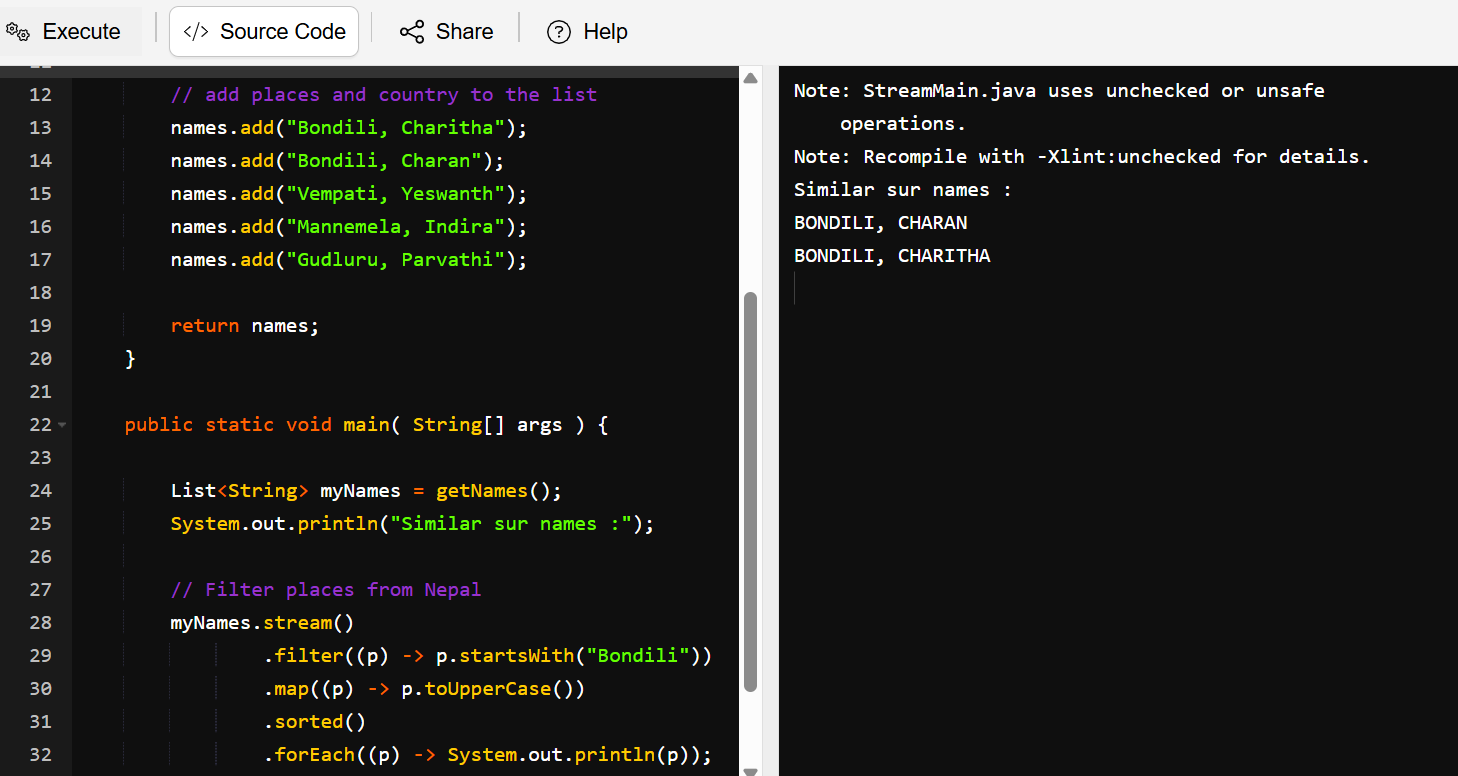 Execute </> Source Code Share Help
12 // add places and country to the list
13 names.add("Bondili, Charitha");
14 names.add("Bondili, Charan");
15 names.add("Vempati, Yeswanth");
16 names.add("Mannemela, Indira");
17 names.add("Gudluru, Parvathi");
18
19 return names;
20 }
21
22 public static void main( String[] args ) {
23
24 List<String> myNames = getNames();
25 System.out.println("Similar sur names :");
26
27 // Filter places from Nepal
28 myNames.stream()
29 .filter((p) -> p.startsWith("Bondili"))
30 .map((p) -> p.toUpperCase())
31 .sorted()
32 .forEach((p) -> System.out.println(p));
Note: StreamMain.java uses unchecked or unsafe
operations.
Note: Recompile with -Xlint:unchecked for details.
Similar sur names :
BONDILI, CHARAN
BONDILI, CHARITHA